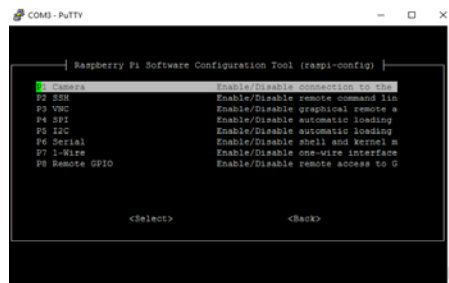 COM3 - PuTTY
Raspberry Pi Software Configuration Tool (raspi-config)
P1 Camera Enable/Disable connection to the
P2 SSH Enable/Disable remote command lin
P3 VNC Enable/Disable graphical remote a
P4 SPI Enable/Disable automatic loading
P5 I2C Enable/Disable automatic loading
P6 Serial Enable/Disable shell and kernel m
P7 1-Wire Enable/Disable one-wire interface
P8 Remote GPIO Enable/Disable remote access to G
<Select> <Back>